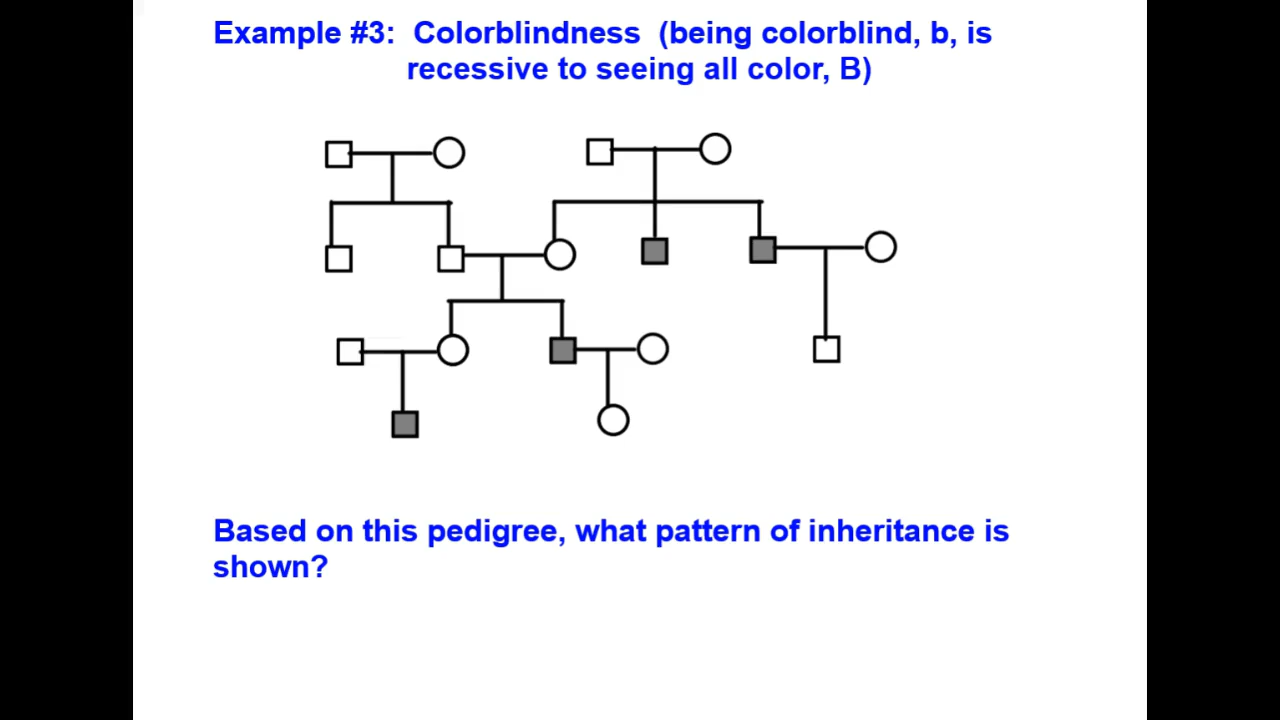 Example #3: Colorblindness (being colorblind, b, is
recessive to seeing all color, B)
Based on this pedigree, what pattern of inheritance is
shown?